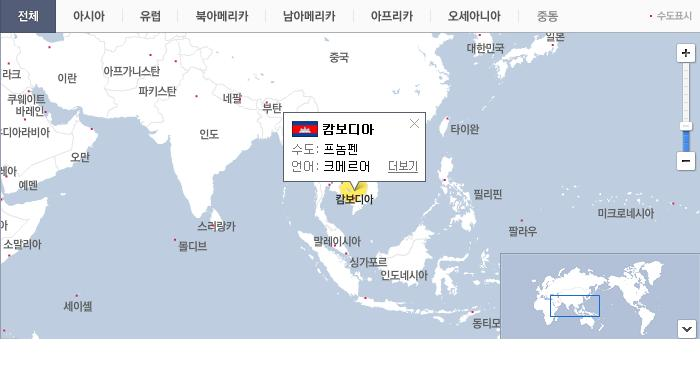 전체 아시아 유럽 북아메리카 남아메리카 아프리카 오세아니아 중동 수도표시
일본
대한민국
중국
라크
이란
아프가니스탄
파키스탄
쿠웨이트
바레인
네팔
부탄
인도
타이완
오만
예멘
캄보디아
수도: 프놈펜
언어: 크메르어 더보기
캄보디아
필리핀
미크로네시아
팔라우
스리랑카
몰디브
소말리아
말레이시아
싱가포르
인도네시아
세이셸
동티모